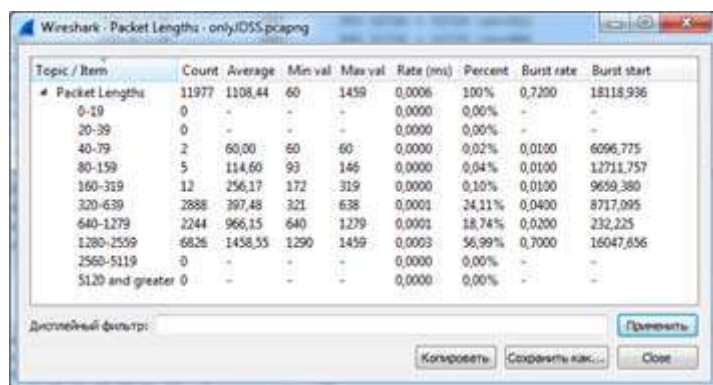 Wireshark - Packet Lengths - onlyJDSS.pcapng
Topic / Item Count Average Min val Max val Rate (ms) Percent Burst rate Burst start
Packet Lengths 11977 1108,44 60 1459 0,0006 100% 0,7200 18118,936
0-19 0 - - - 0,0000 0,00% - -
20-39 0 - - - 0,0000 0,00% - -
40-79 2 60,00 60 60 0,0000 0,02% 0,0100 6096,775
80-159 5 114,60 93 146 0,0000 0,04% 0,0100 12711,757
160-319 12 256,17 172 319 0,0000 0,10% 0,0100 9659,380
320-639 2888 397,48 321 638 0,0001 24,11% 0,0400 8717,095
640-1279 2244 966,15 640 1279 0,0001 18,74% 0,0200 232,225
1280-2559 6826 1458,55 1290 1459 0,0003 56,99% 0,7000 16047,656
2560-5119 0 - - - 0,0000 0,00% - -
5120 and greater 0 - - - 0,0000 0,00% - -
Дисплейный фильтр:
Применить
Копировать Сохранить как... Close